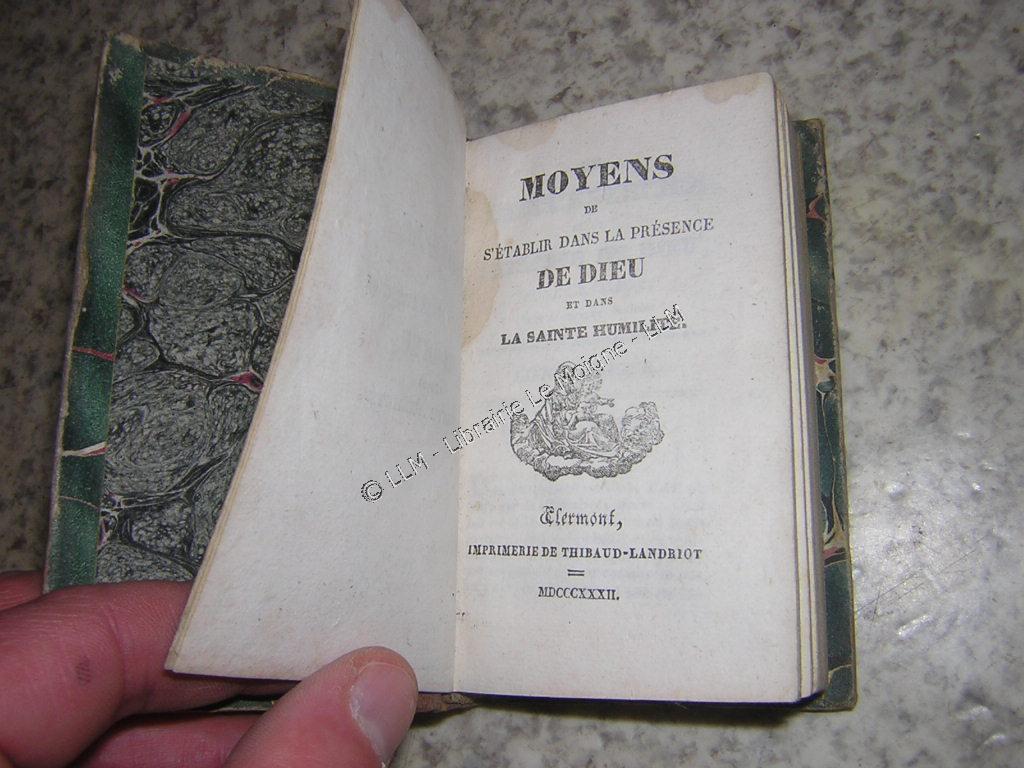 MOYENS
DE
S'ÉTABLIR DANS LA PRÉSENCE
DE DIEU
ET DANS
LA SAINTE HUMILITÉ.
© LLM - Librairie Le Moigne - LLM
Clermont,
IMPRIMERIE DE THIBAUD-LANDRIOT
MDCCCXXXII.